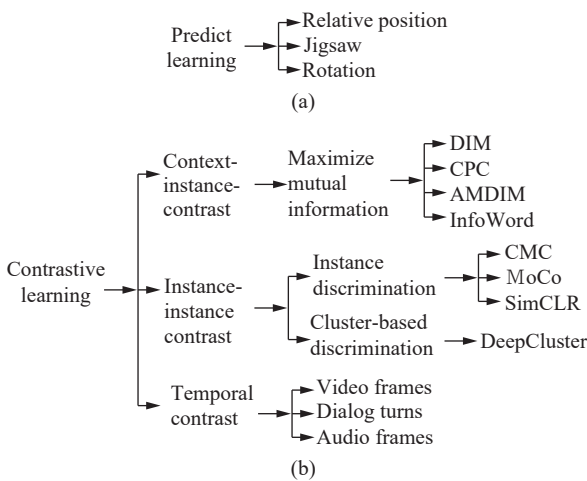 Predict
learning
Relative position
Jigsaw
Rotation
(a)
Contrastive
learning
Context-
instance-
contrast
Maximize
mutual
information
DIM
CPC
AMDIM
InfoWord
Instance-
instance
contrast
Instance
discrimination
CMC
MoCo
SimCLR
Cluster-based
discrimination
DeepCluster
Temporal
contrast
Video frames
Dialog turns
Audio frames
(b)